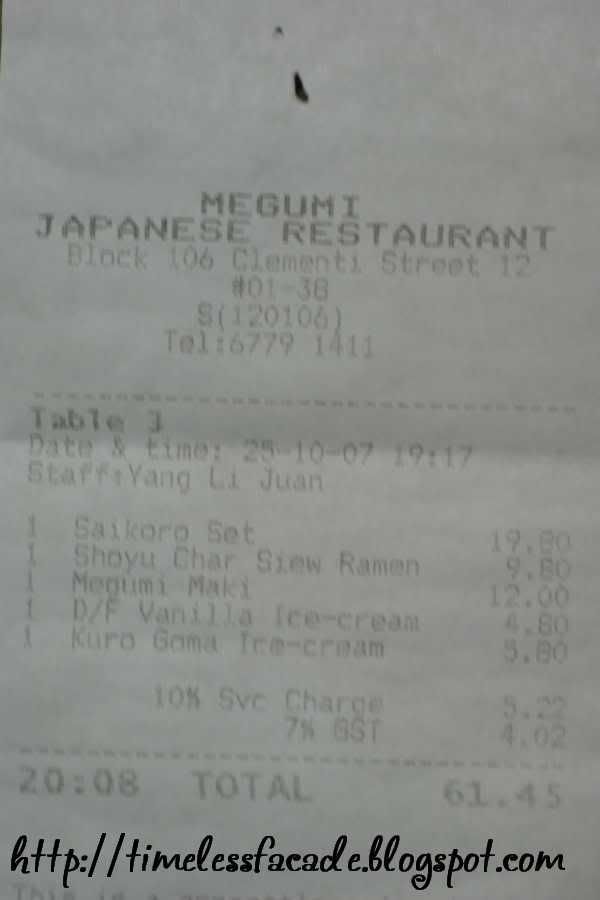 MEGUMI
JAPANESE RESTAURANT
Block 106 Clementi Street 12
#01-38
S(120106)
Tel:6779 1411
Table 3
Date & time: 25-10-07 19:17
Staff:Yang Li Juan
1 Saikoro Set 19.80
1 Shoyu Char Siew Ramen 9.80
1 Megumi Maki 12.00
1 D/F Vanilla Ice-cream 4.80
1 Kuro Goma Ice-cream 5.80
10% Svc Charge 5.22
7% GST 4.02
20:08 TOTAL 61.45
http://timelessfacade.blogspot.com
This is a